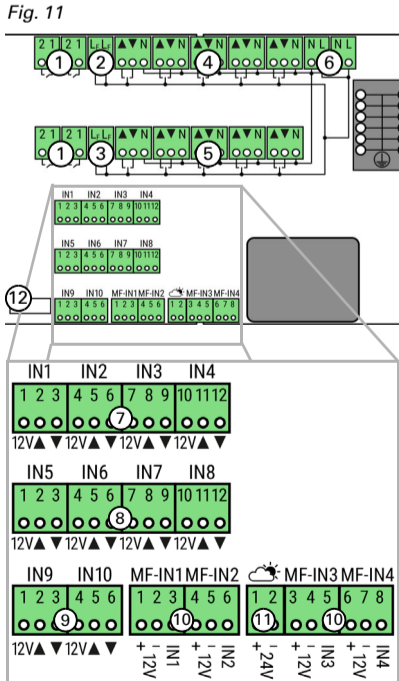 Fig. 11
2 1 2 1 LF LF ▲▼N ▲▼N ▲▼N ▲▼N ▲▼N N L N L
1 2 4 6
2 1 2 1 LF LF ▲▼N ▲▼N ▲▼N ▲▼N ▲▼N
1 3 5
IN1 IN2 IN3 IN4
1 2 3 4 5 6 7 8 9 10 11 12
IN5 IN6 IN7 IN8
1 2 3 4 5 6 7 8 9 10 11 12
12
IN9 IN10 MF-IN1 MF-IN2 MF-IN3 MF-IN4
1 2 3 4 5 6 1 2 3 4 5 6 1 2 3 4 5 6 7 8
IN1 IN2 IN3 IN4
1 2 3 4 5 6 7 8 9 10 11 12
7
12V▲ ▼ 12V▲ ▼ 12V▲ ▼ 12V▲ ▼
IN5 IN6 IN7 IN8
1 2 3 4 5 6 7 8 9 10 11 12
8
12V▲ ▼ 12V▲ ▼ 12V▲ ▼ 12V▲ ▼
IN9 IN10 MF-IN1 MF-IN2 MF-IN3 MF-IN4
1 2 3 4 5 6 1 2 3 4 5 6 1 2 3 4 5 6 7 8
9 10 11 10
12V▲ ▼ 12V▲ ▼ + - 12V IN1 + - 12V IN2 + - 24V + - 12V IN3 + - 12V IN4